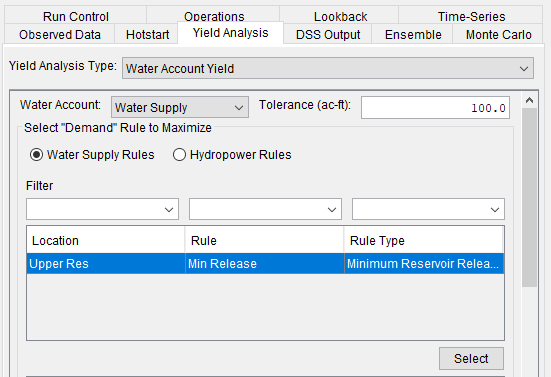 Run Control Operations Lookback Time-Series
Observed Data Hotstart Yield Analysis DSS Output Ensemble Monte Carlo
Yield Analysis Type: Water Account Yield
Water Account: Water Supply Tolerance (ac-ft): 100.0
Select "Demand" Rule to Maximize
Water Supply Rules Hydropower Rules
Filter
Location Rule Rule Type
Upper Res Min Release Minimum Reservoir Relea...
Select